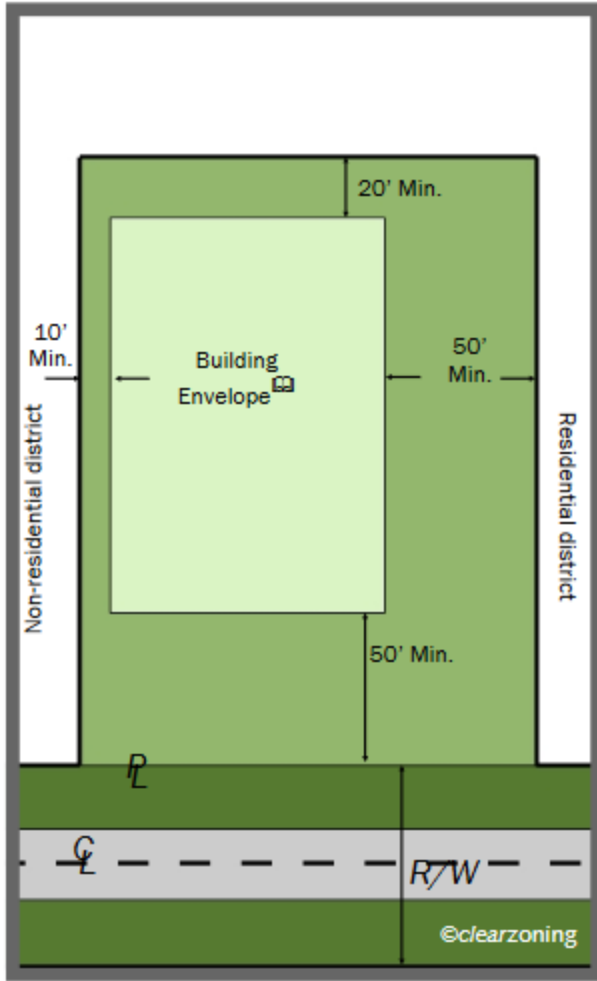 20' Min.
10'
Min.
Building
Envelope
50'
Min.
Non-residential district
Residential district
50' Min.
PL
CL
R/W
©clearzoning